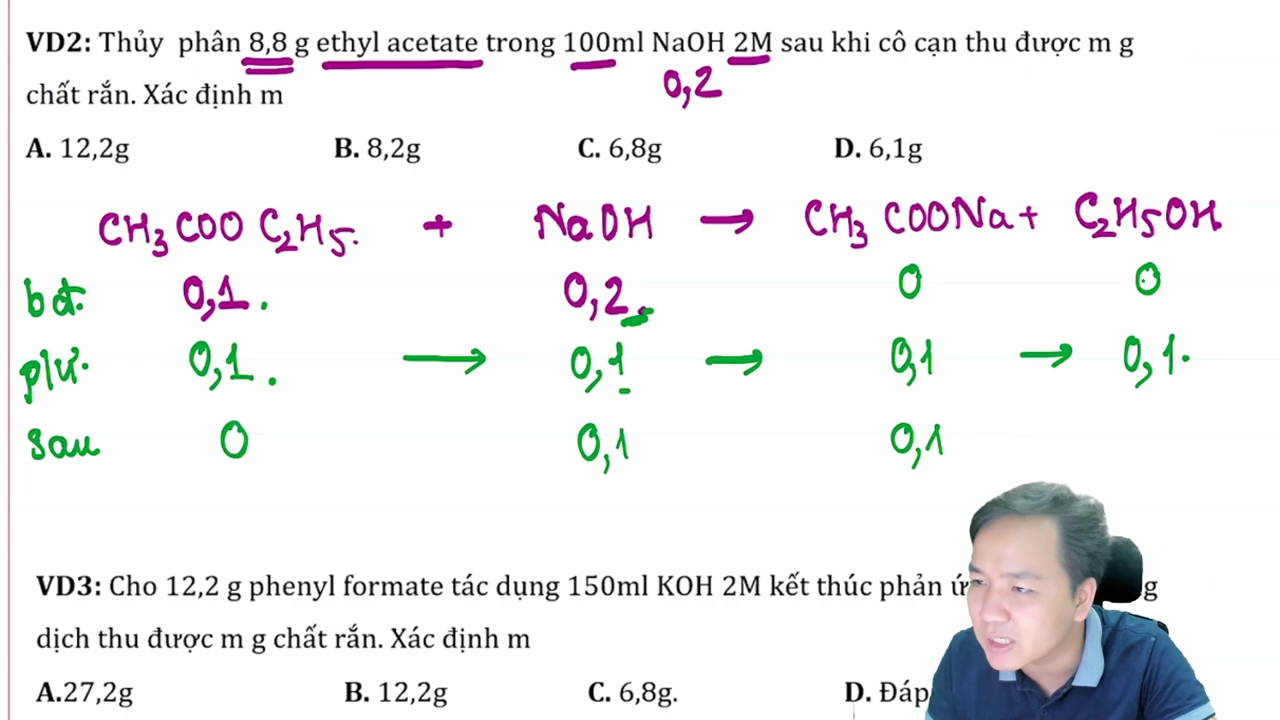 VD2: Thủy phân 8,8 g ethyl acetate trong 100ml NaOH 2M sau khi cô cạn thu được m g
0,2
chất rắn. Xác định m
A. 12,2g B. 8,2g C. 6,8g D. 6,1g
CH3COOC2H5 + NaOH → CH3COONa + C2H5OH
bđ: 0,1 0,2 0 0
p/ư: 0,1 → 0,1 → 0,1 → 0,1
sau 0 0,1 0,1
VD3: Cho 12,2 g phenyl formate tác dụng 150ml KOH 2M kết thúc phản g
dịch thu được m g chất rắn. Xác định m
A.27,2g B. 12,2g C. 6,8g. D. Đáp